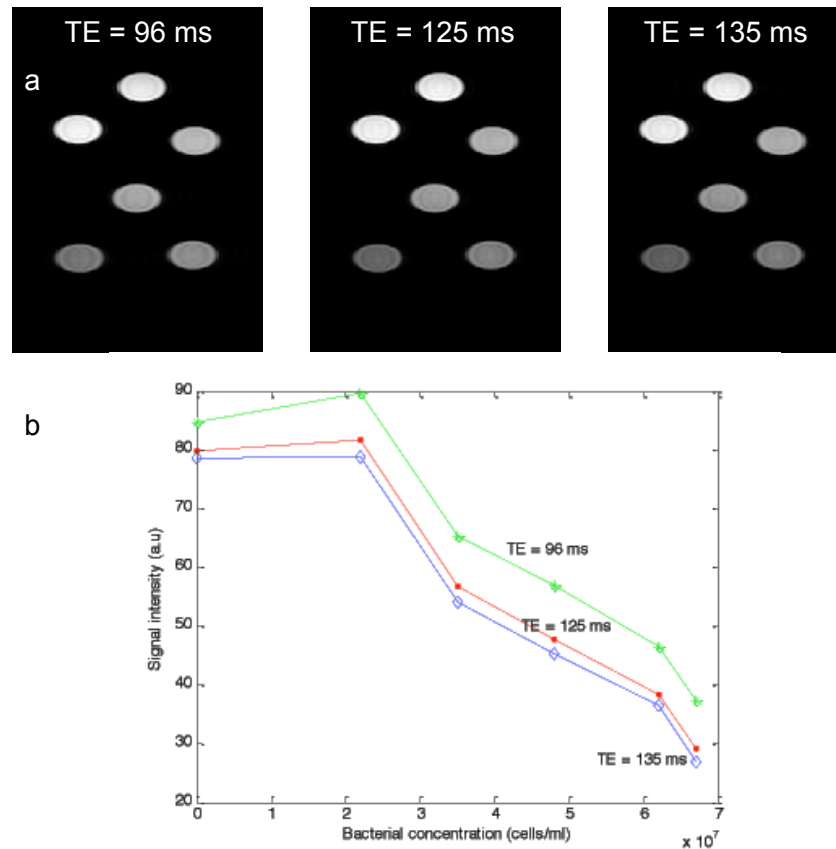 TE = 96 ms
TE = 125 ms
TE = 135 ms
a
b
90
80
70
60
50
40
30
20
Signal intensity (a.u)
TE = 96 ms
TE = 125 ms
TE = 135 ms
0
1
2
3
4
5
6
7
Bacterial concentration (cells/ml)
x 10^7